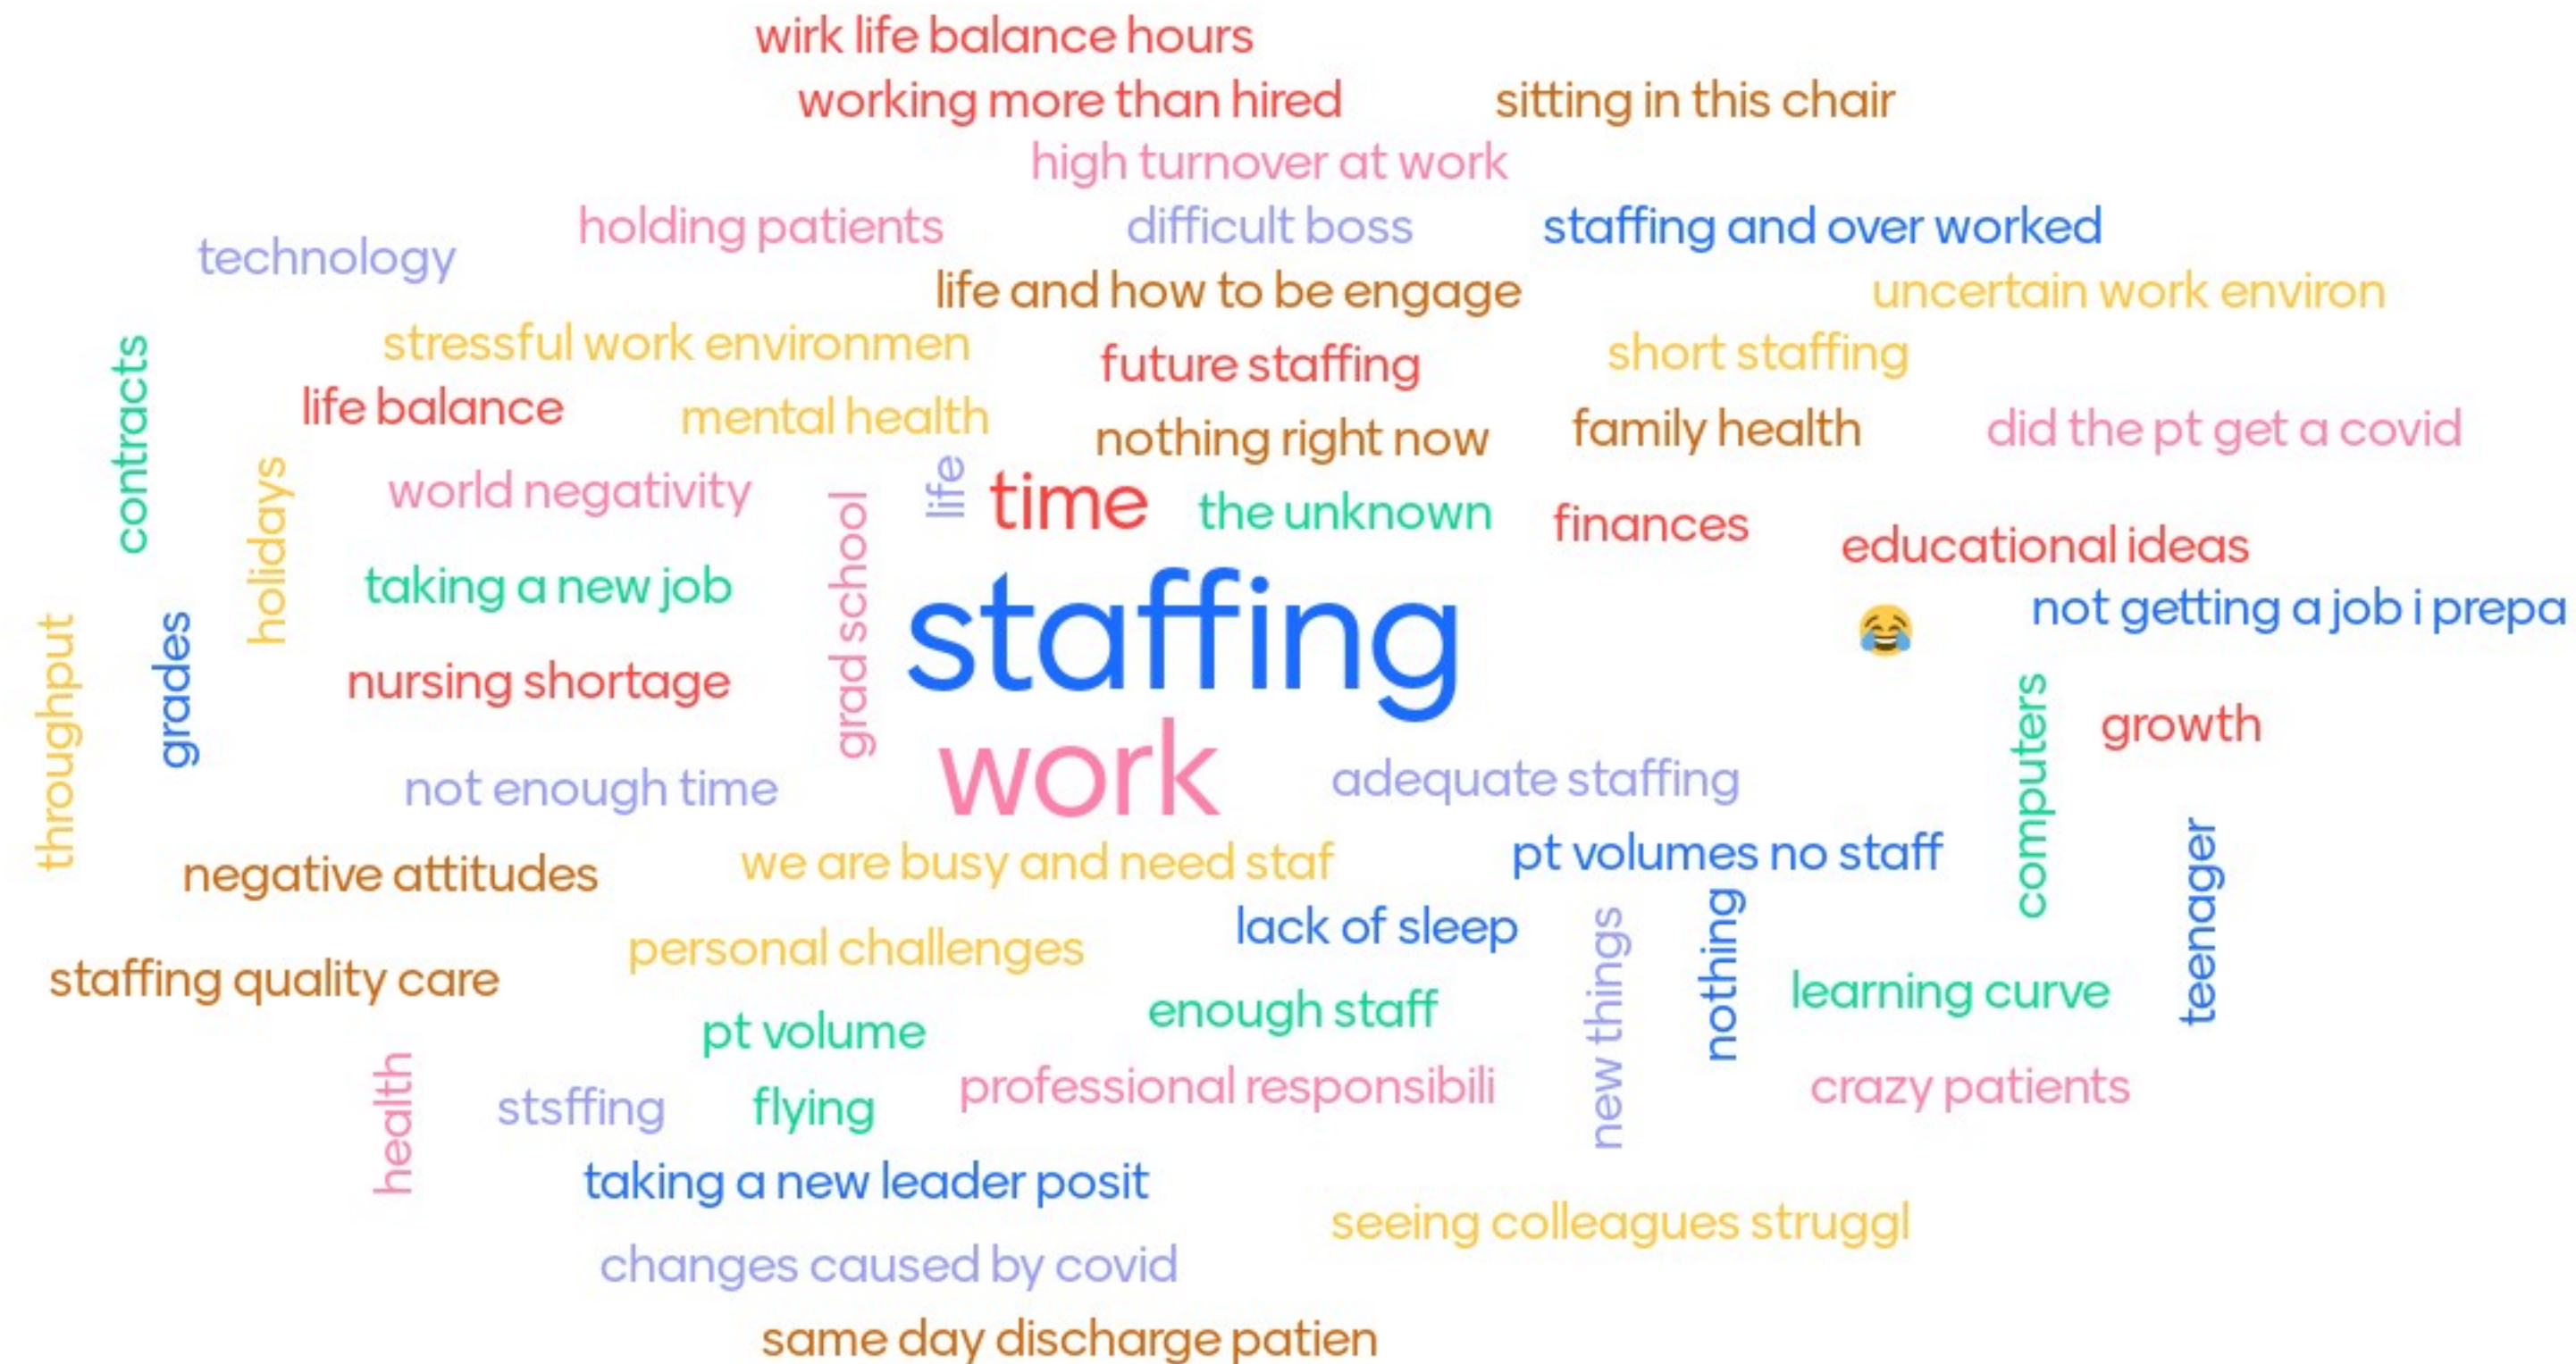 wirk life balance hours
working more than hired
sitting in this chair
high turnover at work
holding patients
difficult boss
staffing and over worked
technology
life and how to be engage
uncertain work environ
stressful work environmen
future staffing
short staffing
contracts
life balance
mental health
nothing right now
family health
did the pt get a covid
holidays
world negativity
grad school
life
time
the unknown
finances
educational ideas
taking a new job
staffing
not getting a job i prepa
😂
throughput
grades
nursing shortage
computers
growth
not enough time
work
adequate staffing
negative attitudes
we are busy and need staf
pt volumes no staff
teenager
staffing quality care
personal challenges
lack of sleep
new things
nothing
learning curve
pt volume
enough staff
health
stsffing
flying
professional responsibili
crazy patients
taking a new leader posit
seeing colleagues struggl
changes caused by covid
same day discharge patien